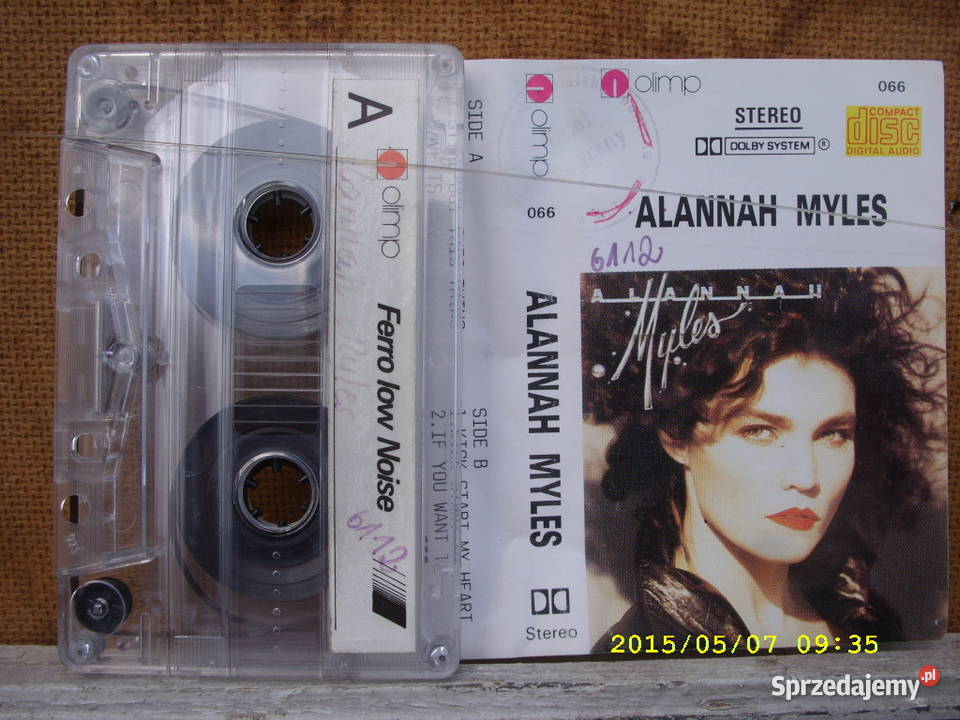 A
olimp
Ferro low Noise
6112
SIDE A
SIDE B
1.KICK START MY HEART
2.IF YOU WANT T
olimp
066
ALANNAH MYLES
Stereo
olimp
066
STEREO
DOLBY SYSTEM ®
COMPACT
disc
DIGITAL AUDIO
ALANNAH MYLES
6112
ALANNAH
Myles
2015/05/07 09:35
Sprzedajemy.pl